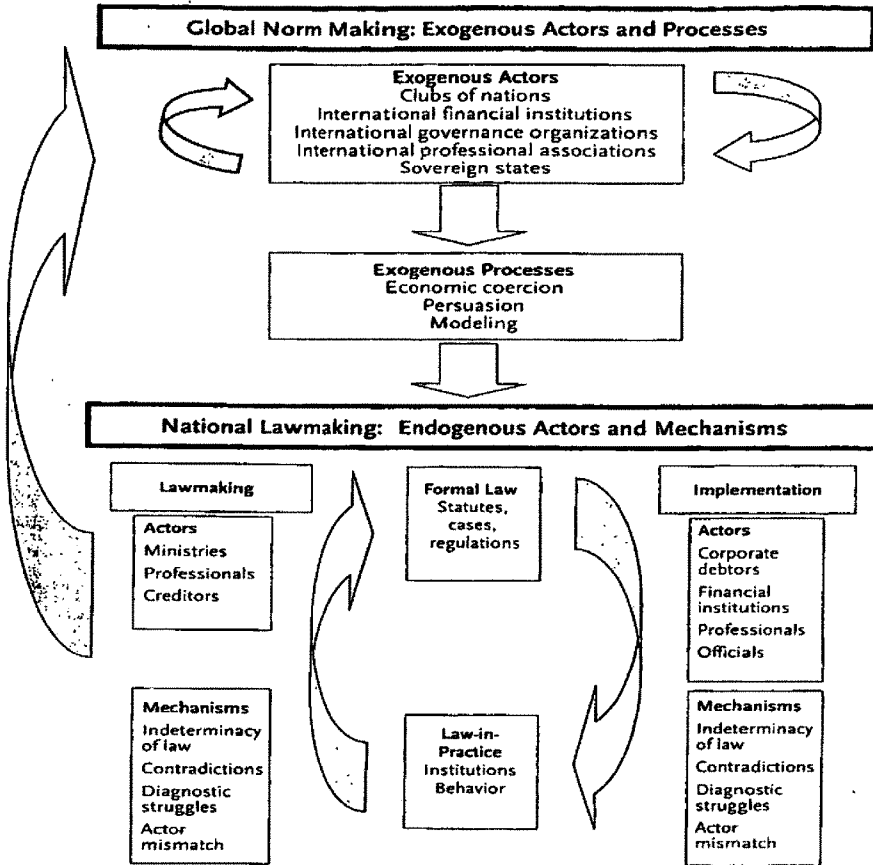 Global Norm Making: Exogenous Actors and Processes
Exogenous Actors
Clubs of nations
International financial institutions
International governance organizations
International professional associations
Sovereign states
Exogenous Processes
Economic coercion
Persuasion
Modeling
National Lawmaking: Endogenous Actors and Mechanisms
Lawmaking
Actors
Ministries
Professionals
Creditors
Mechanisms
Indeterminacy
of law
Contradictions
Diagnostic
struggles
Actor
mismatch
Formal Law
Statutes,
cases,
regulations
Law-in-
Practice
Institutions
Behavior
Implementation
Actors
Corporate
debtors
Financial
institutions
Professionals
Officials
Mechanisms
Indeterminacy
of law
Contradictions
Diagnostic
struggles
Actor
mismatch